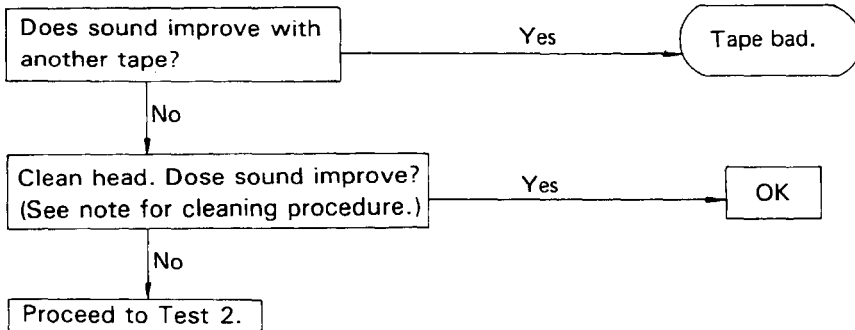 Does sound improve with
another tape?
Yes
Tape bad.
No
Clean head. Dose sound improve?
(See note for cleaning procedure.)
Yes
OK
No
Proceed to Test 2.